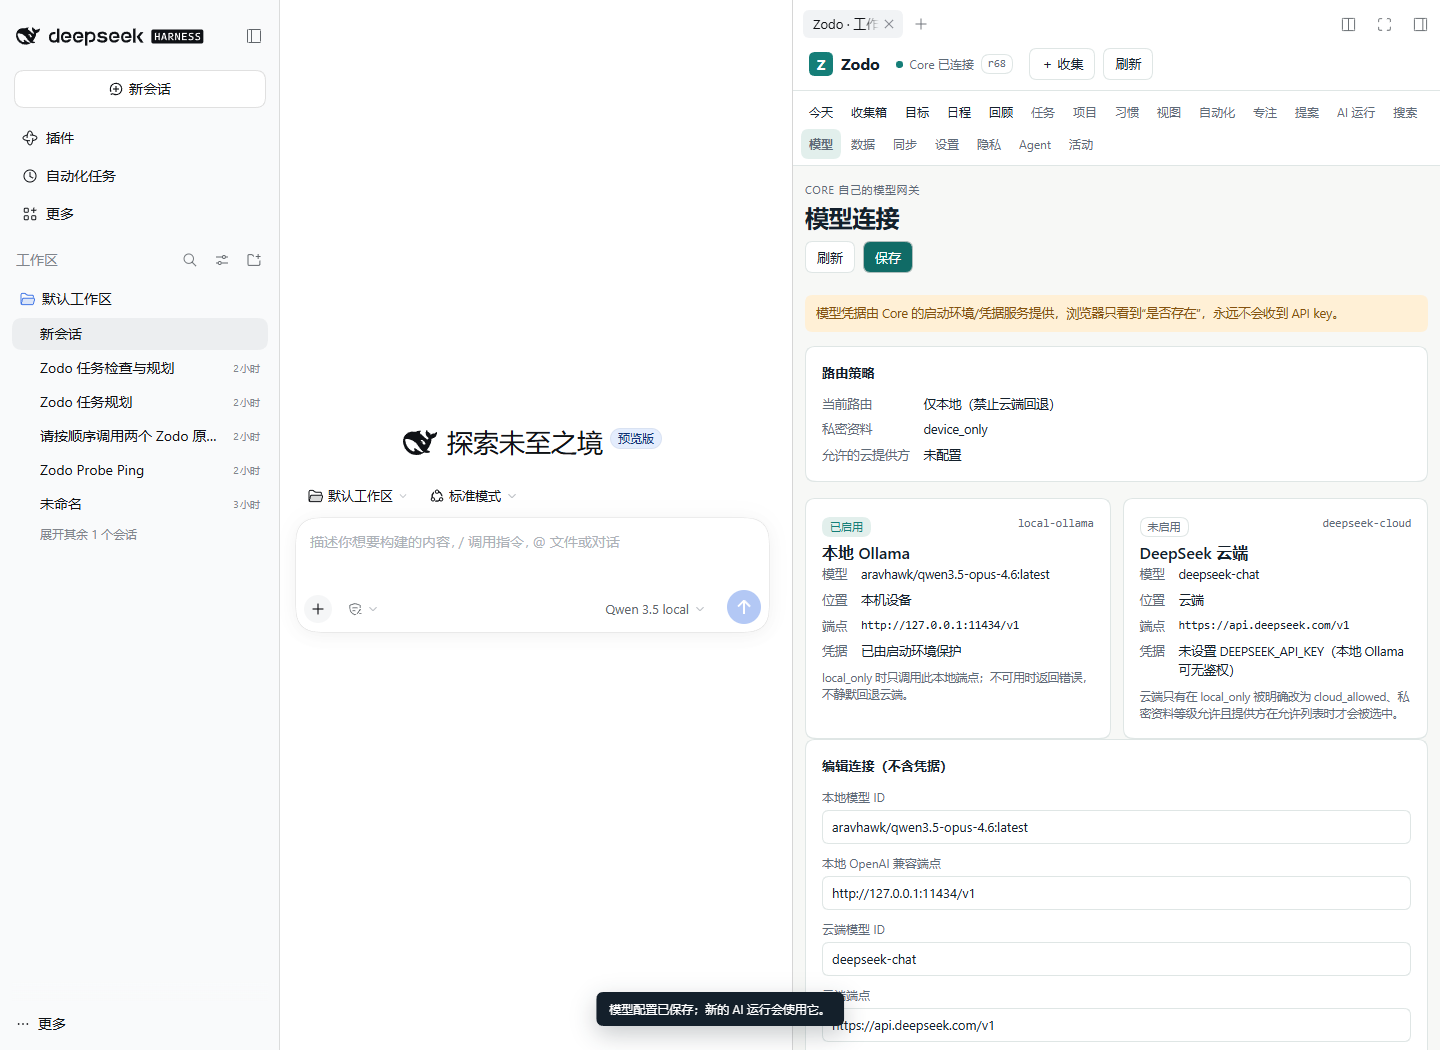 deepseek HARNESS
新会话
插件
自动化任务
更多
工作区
默认工作区
新会话
Zodo 任务检查与规划 2小时
Zodo 任务规划 2小时
请按顺序调用两个 Zodo 原... 2小时
Zodo Probe Ping 2小时
未命名 3小时
展开其余 1 个会话
更多
探索未至之境 预览版
默认工作区 标准模式
描述你想要构建的内容, / 调用指令, @ 文件或对话
Qwen 3.5 local
Zodo · 工作
Z Zodo Core 已连接 r68 + 收集 刷新
今天 收集箱 目标 日程 回顾 任务 项目 习惯 视图 自动化 专注 提案 AI 运行 搜索
模型 数据 同步 设置 隐私 Agent 活动
CORE 自己的模型网关
模型连接
刷新 保存
模型凭据由 Core 的启动环境/凭据服务提供，浏览器只看到“是否存在”，永远不会收到 API key。
路由策略
当前路由 仅本地（禁止云端回退）
私密资料 device_only
允许的云提供方 未配置
已启用 local-ollama
本地 Ollama
模型 aravhawk/qwen3.5-opus-4.6:latest
位置 本机设备
端点 http://127.0.0.1:11434/v1
凭据 已由启动环境保护
local_only 时只调用此本地端点；不可用时返回错误，
不静默回退云端。
未启用 deepseek-cloud
DeepSeek 云端
模型 deepseek-chat
位置 云端
端点 https://api.deepseek.com/v1
凭据 未设置 DEEPSEEK_API_KEY（本地 Ollama
可无鉴权）
云端只有在 local_only 被明确改为 cloud_allowed、私
密资料等级允许且提供方在允许列表时才会被选中。
编辑连接（不含凭据）
本地模型 ID
aravhawk/qwen3.5-opus-4.6:latest
本地 OpenAI 兼容端点
http://127.0.0.1:11434/v1
云端模型 ID
deepseek-chat
云端端点
https://api.deepseek.com/v1
模型配置已保存；新的 AI 运行会使用它。